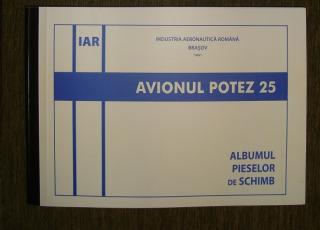 IAR
INDUSTRIA AERONAUTICĂ ROMÂNĂ
BRAȘOV
AVIONUL POTEZ 25
ALBUMUL
PIESELOR
DE SCHIMB